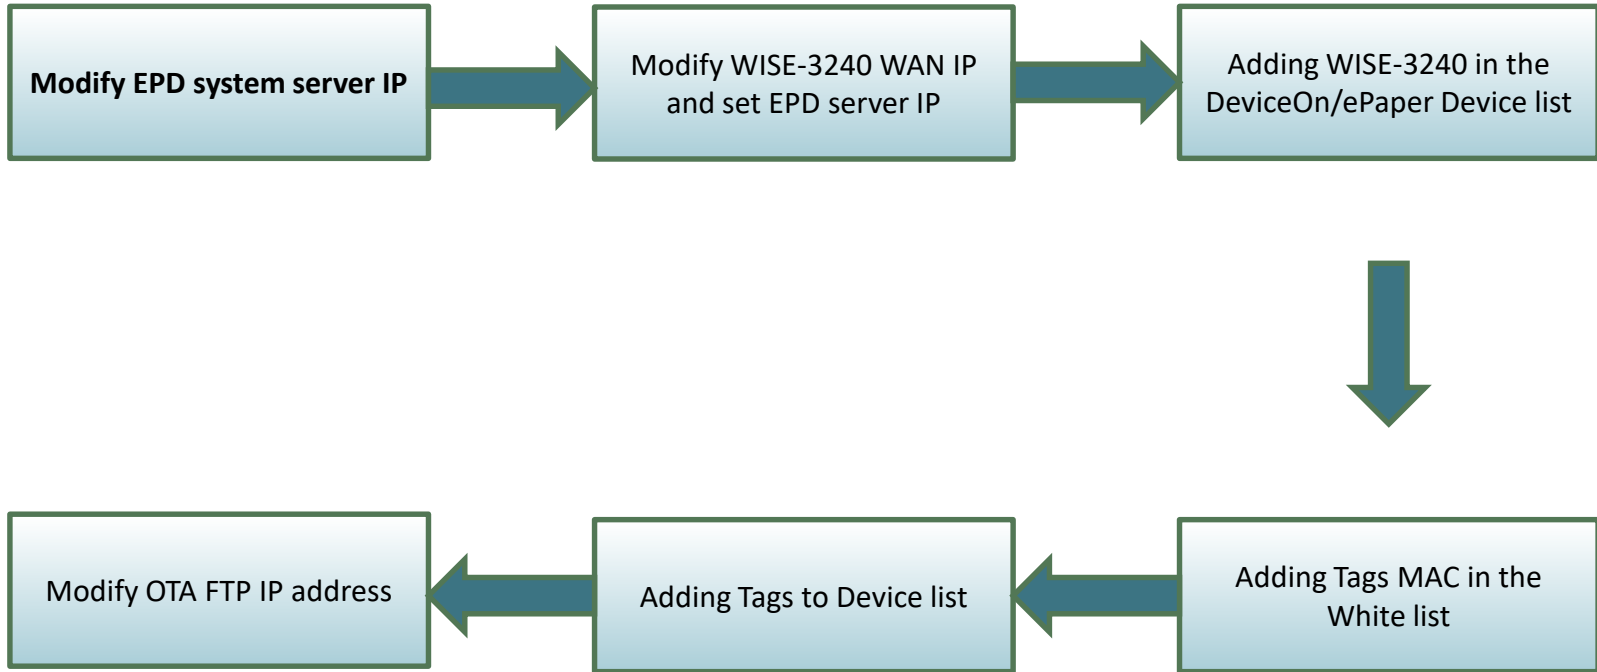 Modify EPD system server IP
Modify WISE-3240 WAN IP
and set EPD server IP
Adding WISE-3240 in the
DeviceOn/ePaper Device list
Modify OTA FTP IP address
Adding Tags to Device list
Adding Tags MAC in the
White list